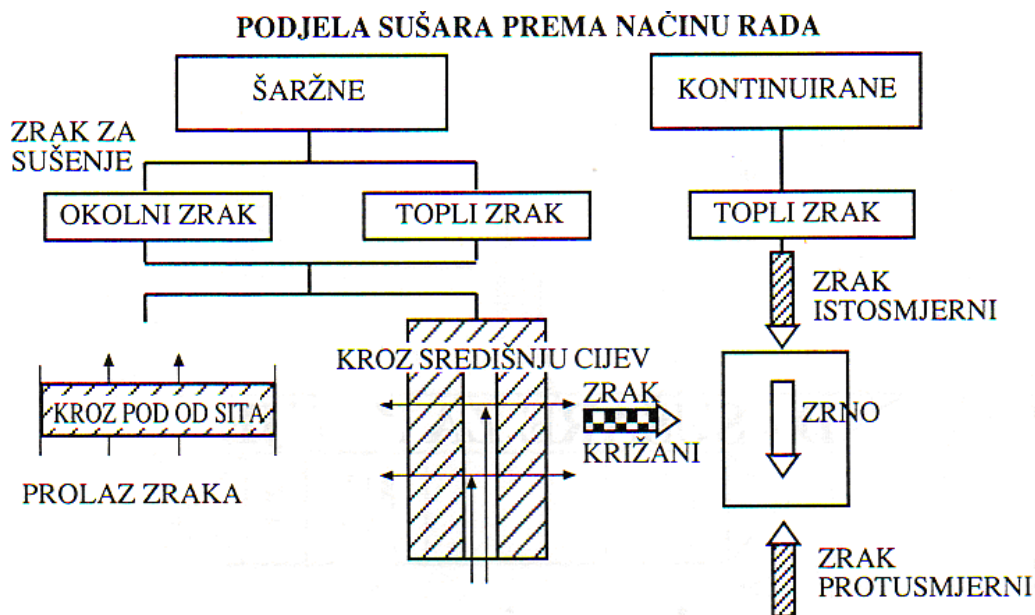 PODJELA SUŠARA PREMA NAČINU RADA
ŠARŽNE
KONTINUIRANE
ZRAK ZA
SUŠENJE
OKOLNI ZRAK
TOPLI ZRAK
TOPLI ZRAK
ZRAK
ISTOSMJERNI
KROZ SREDIŠNJU CIJEV
KROZ POD OD SITA
ZRAK
KRIŽANI
ZRNO
PROLAZ ZRAKA
ZRAK
PROTUSMJERNI